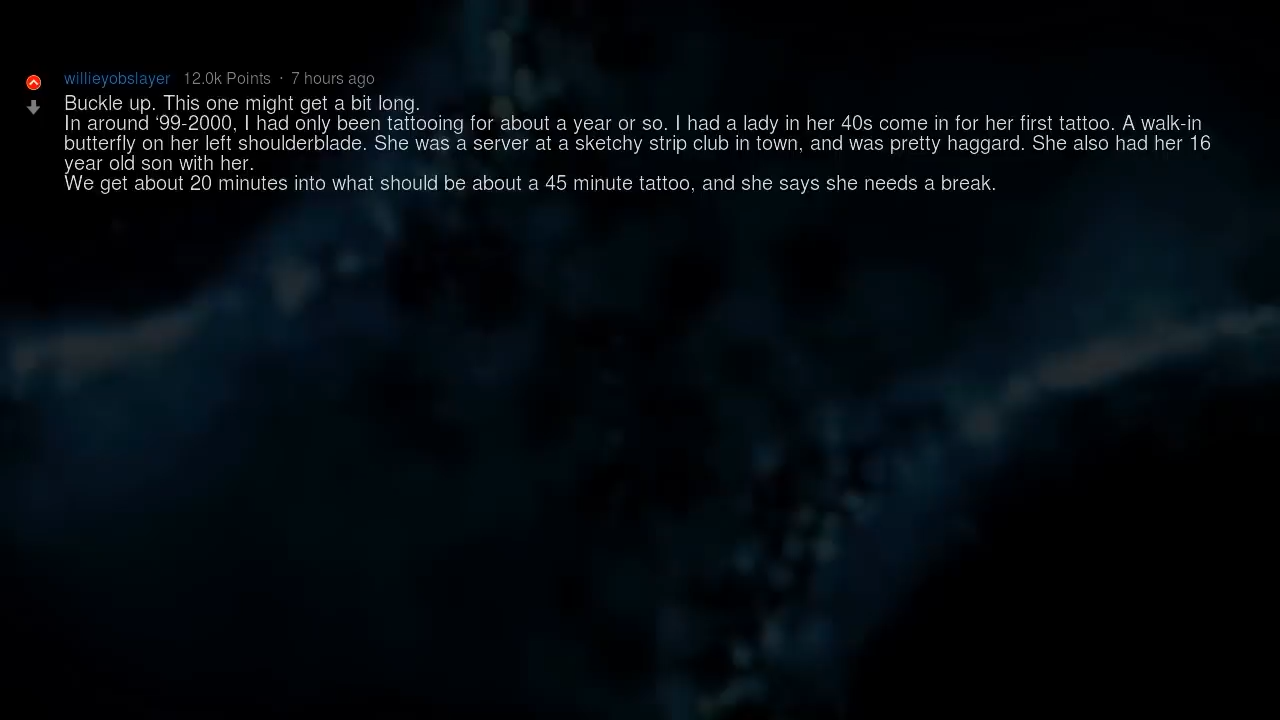 willieyobslayer 12.0k Points · 7 hours ago
Buckle up. This one might get a bit long.
In around ‘99-2000, I had only been tattooing for about a year or so. I had a lady in her 40s come in for her first tattoo. A walk-in
butterfly on her left shoulderblade. She was a server at a sketchy strip club in town, and was pretty haggard. She also had her 16
year old son with her.
We get about 20 minutes into what should be about a 45 minute tattoo, and she says she needs a break.